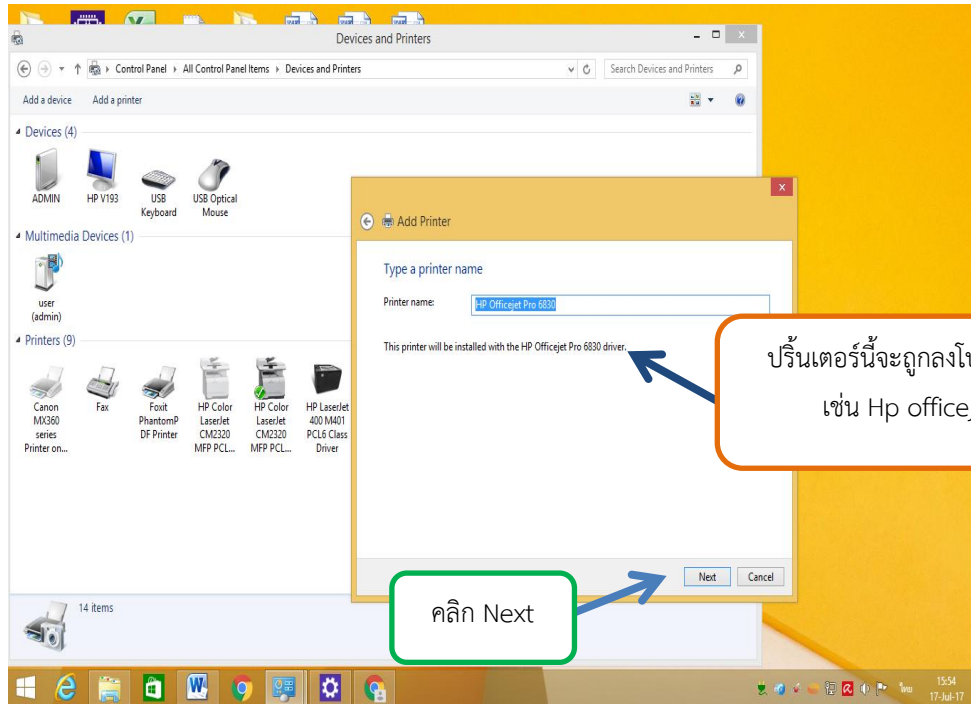 Devices and Printers
Control Panel
All Control Panel Items
Devices and Printers
Search Devices and Printers
Add a device
Add a printer
Devices (4)
ADMIN
HP V193
USB
Keyboard
USB Optical
Mouse
Multimedia Devices (1)
user
(admin)
Printers (9)
Canon
MX360
series
Printer on...
Fax
Foxit
PhantomP
DF Printer
HP Color
LaserJet
CM2320
MFP PCL...
HP Color
LaserJet
CM2320
MFP PCL...
HP LaserJet
400 M401
PCL6 Class
Driver
Add Printer
Type a printer name
Printer name:
HP Officejet Pro 6830
This printer will be installed with the HP Officejet Pro 6830 driver.
ปริ้นเตอร์นี้จะถูกลง
เช่น Hp office
Next
Cancel
คลิก Next
14 items
ไทย
15:54
17-Jul-17